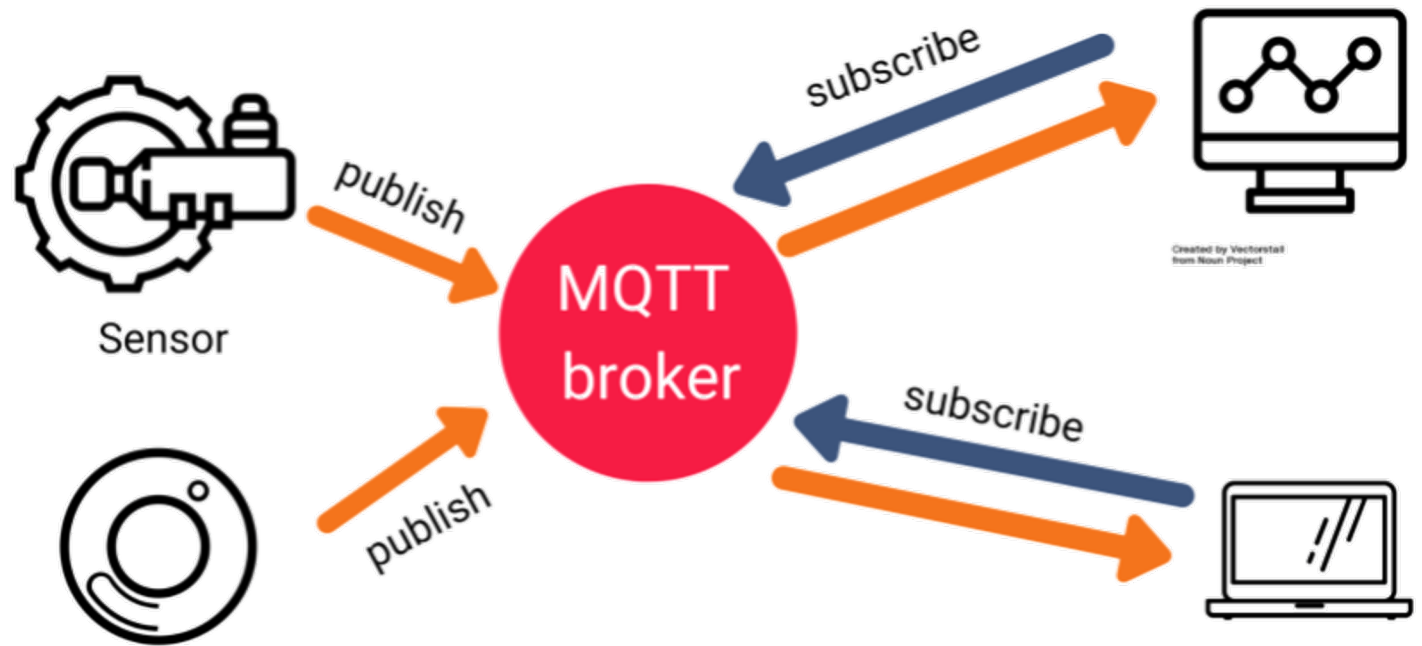 subscribe
publish
MQTT
broker
Created by Vectorstall
from Noun Project
Sensor
subscribe
publish